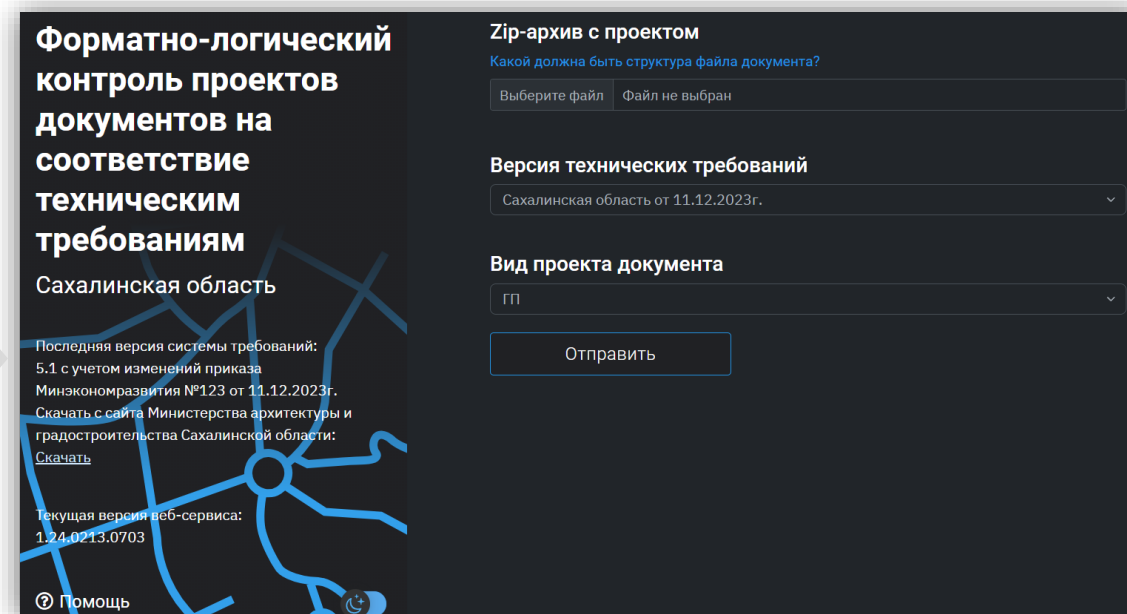 Форматно-логический
контроль проектов
документов на
соответствие
техническим
требованиям
Сахалинская область
Последняя версия системы требований:
5.1 с учетом изменений приказа
Минэкономразвития №123 от 11.12.2023г.
Скачать с сайта Министерства архитектуры и
градостроительства Сахалинской области:
Скачать
Текущая версия веб-сервиса:
1.24.0213.0703
Помощь
Zip-архив с проектом
Какой должна быть структура файла документа?
Выберите файл Файл не выбран
Версия технических требований
Сахалинская область от 11.12.2023г.
Вид проекта документа
ГП
Отправить